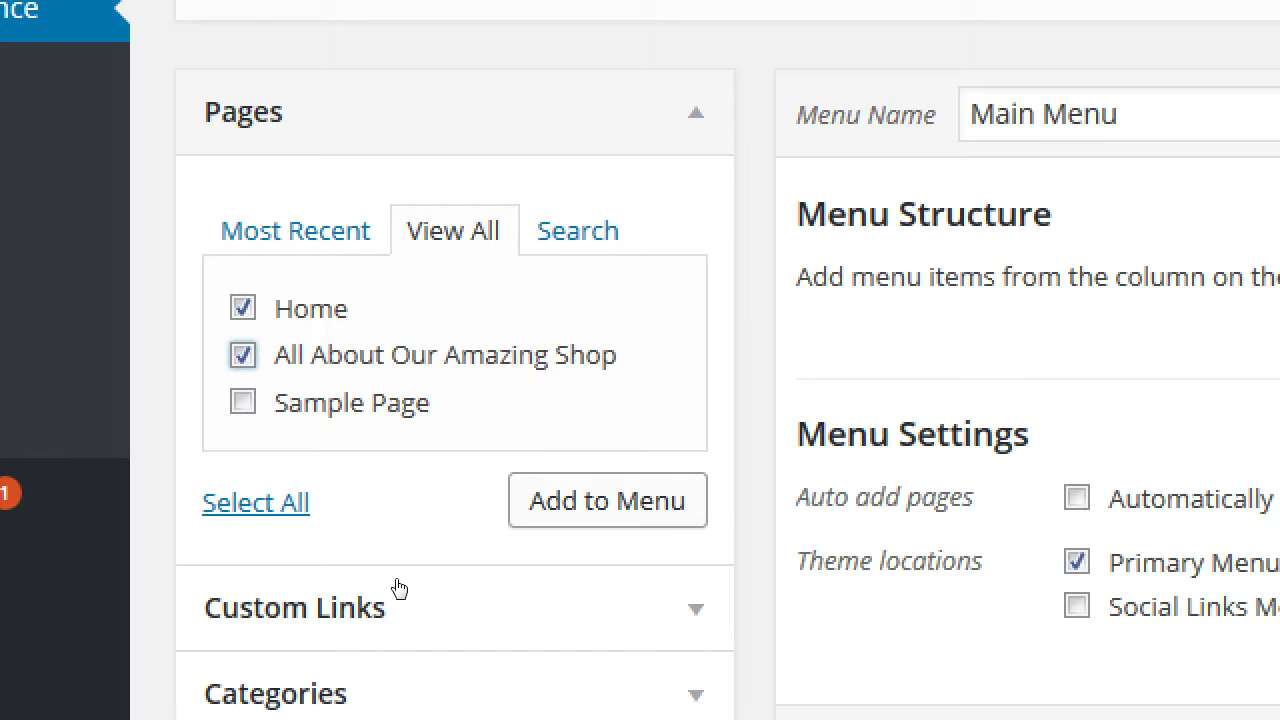 nce
Pages
Most Recent View All Search
Home
All About Our Amazing Shop
Sample Page
Select All Add to Menu
Custom Links
Categories
1
Menu Name Main Menu
Menu Structure
Add menu items from the column on the
Menu Settings
Auto add pages Automatically
Theme locations Primary Menu
Social Links M